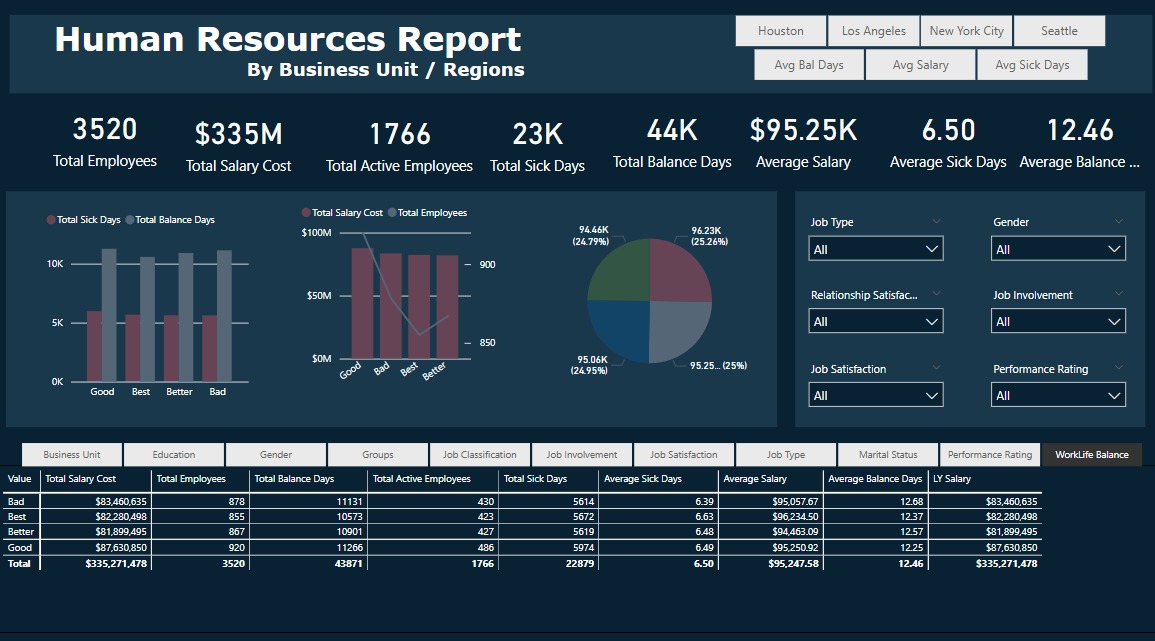 Human Resources Report
By Business Unit / Regions
Houston Los Angeles New York City Seattle
Avg Bal Days Avg Salary Avg Sick Days
3520 $335M 1766 23K 44K $95.25K 6.50 12.46
Total Employees Total Salary Cost Total Active Employees Total Sick Days Total Balance Days Average Salary Average Sick Days Average Balance ...
Total Sick Days Total Balance Days
10K
5K
0K
Good Best Better Bad
Total Salary Cost Total Employees
$100M
$50M
$0M
900
850
Good Bad Best Better
94.46K
(24.79%)
96.23K
(25.26%)
95.06K
(24.95%)
95.25... (25%)
Job Type Gender
All All
Relationship Satisfac... Job Involvement
All All
Job Satisfaction Performance Rating
All All
Business Unit Education Gender Groups Job Classification Job Involvement Job Satisfaction Job Type Marital Status Performance Rating WorkLife Balance
Value Total Salary Cost Total Employees Total Balance Days Total Active Employees Total Sick Days Average Sick Days Average Salary Average Balance Days LY Salary
Bad $83,460,635 878 11131 430 5614 6.39 $95,057.67 12.68 $83,460,635
Best $82,280,498 855 10573 423 5672 6.63 $96,234.50 12.37 $82,280,498
Better $81,899,495 867 10901 427 5619 6.48 $94,463.09 12.57 $81,899,495
Good $87,630,850 920 11266 486 5974 6.49 $95,250.92 12.25 $87,630,850
Total $335,271,478 3520 43871 1766 22879 6.50 $95,247.58 12.46 $335,271,478